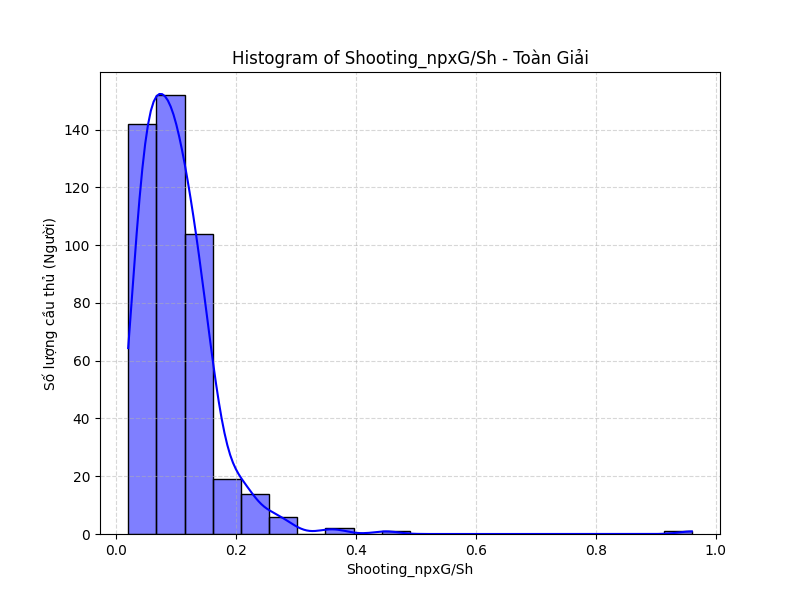 Histogram of Shooting_npxG/Sh - Toàn Giải
Số lượng cầu thủ (Người)
140
120
100
80
60
40
20
0
0.0 0.2 0.4 0.6 0.8 1.0
Shooting_npxG/Sh